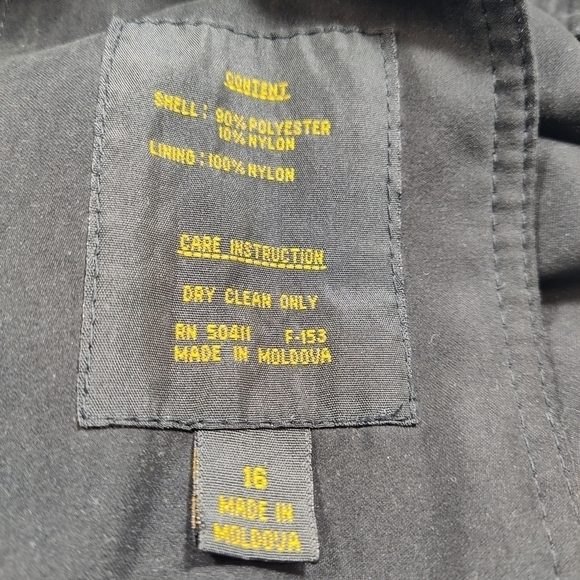 CONTENT
SHELL: 90% POLYESTER
10% NYLON
LINING: 100% NYLON
CARE INSTRUCTION
DRY CLEAN ONLY
RN 50411 F-153
MADE IN MOLDOVA
16
MADE IN
MOLDOVA